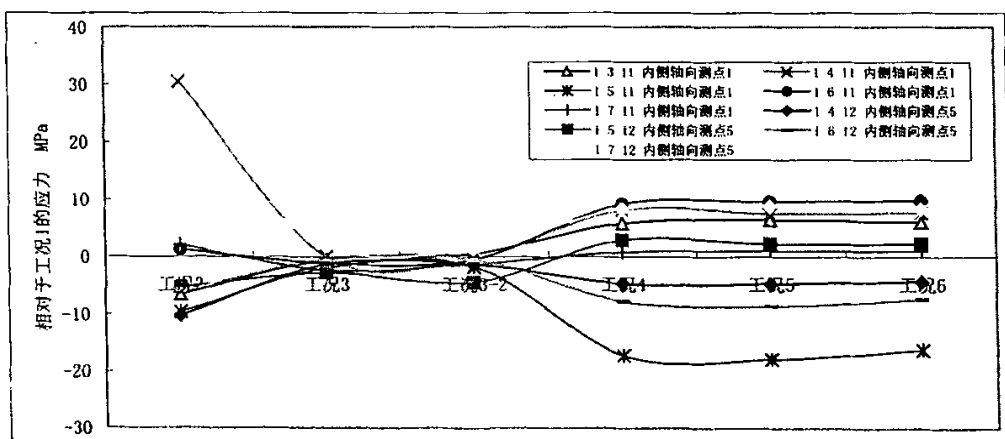 相对于工况1的应力 MPa
40
30
20
10
0
-10
-20
-30
1 3 11 内侧轴向测点1
1 4 11 内侧轴向测点1
1 5 11 内侧轴向测点1
1 6 11 内侧轴向测点1
1 7 11 内侧轴向测点1
1 4 12 内侧轴向测点5
1 5 12 内侧轴向测点5
1 6 12 内侧轴向测点5
1 7 12 内侧轴向测点5
工况2
工况3
工况3-2
工况4
工况5
工况6